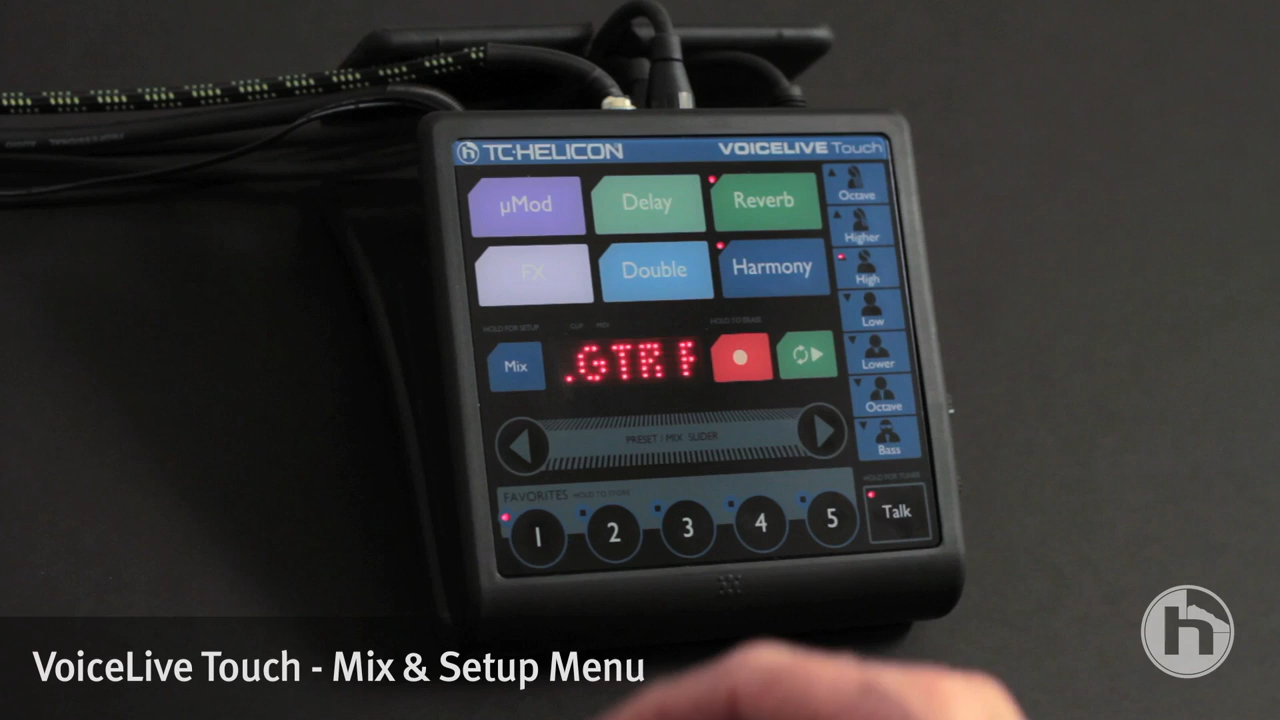 TC·HELICON VOICELIVE Touch
µMod Delay Reverb
FX Double Harmony
HOLD FOR SETUP CLIP MIDI HOLD TO ERASE
Mix .GTR F
PRESET / MIX SLIDER
FAVORITES HOLD TO STORE
1 2 3 4 5
Octave
Higher
High
Low
Lower
Octave
Bass
HOLD FOR TUNER
Talk
h
VoiceLive Touch - Mix & Setup Menu